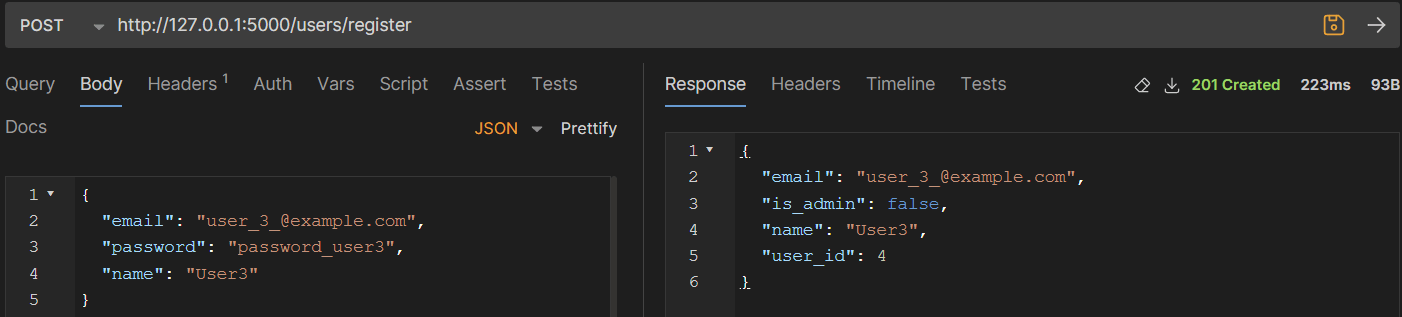 POST http://127.0.0.1:5000/users/register
Query Body Headers 1 Auth Vars Script Assert Tests
Docs JSON Prettify
1 {
2 "email": "user_3_@example.com",
3 "password": "password_user3",
4 "name": "User3"
5 }
Response Headers Timeline Tests 201 Created 223ms 93B
1 {
2 "email": "user_3_@example.com",
3 "is_admin": false,
4 "name": "User3",
5 "user_id": 4
6 }